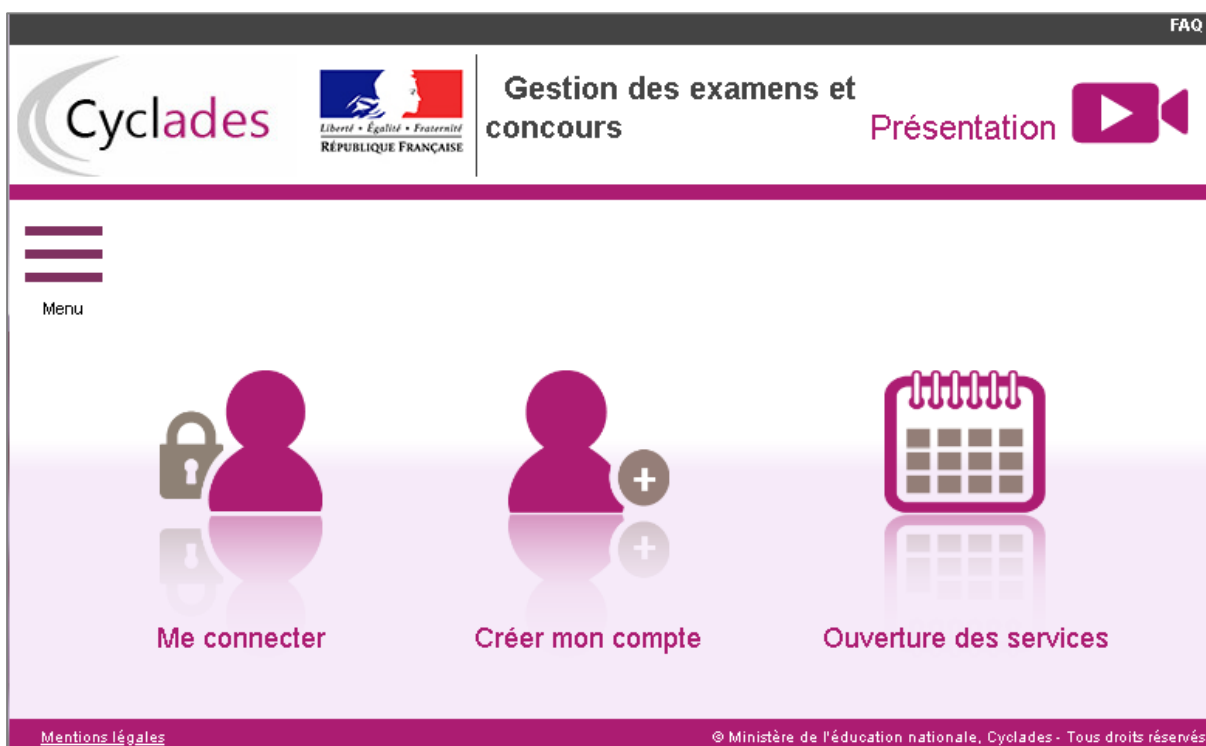 FAQ
Cyclades
Liberté • Égalité • Fraternité
RÉPUBLIQUE FRANÇAISE
Gestion des examens et
concours
Présentation
Menu
Me connecter
Créer mon compte
Ouverture des services
Mentions légales
© Ministère de l'éducation nationale, Cyclades - Tous droits réservés